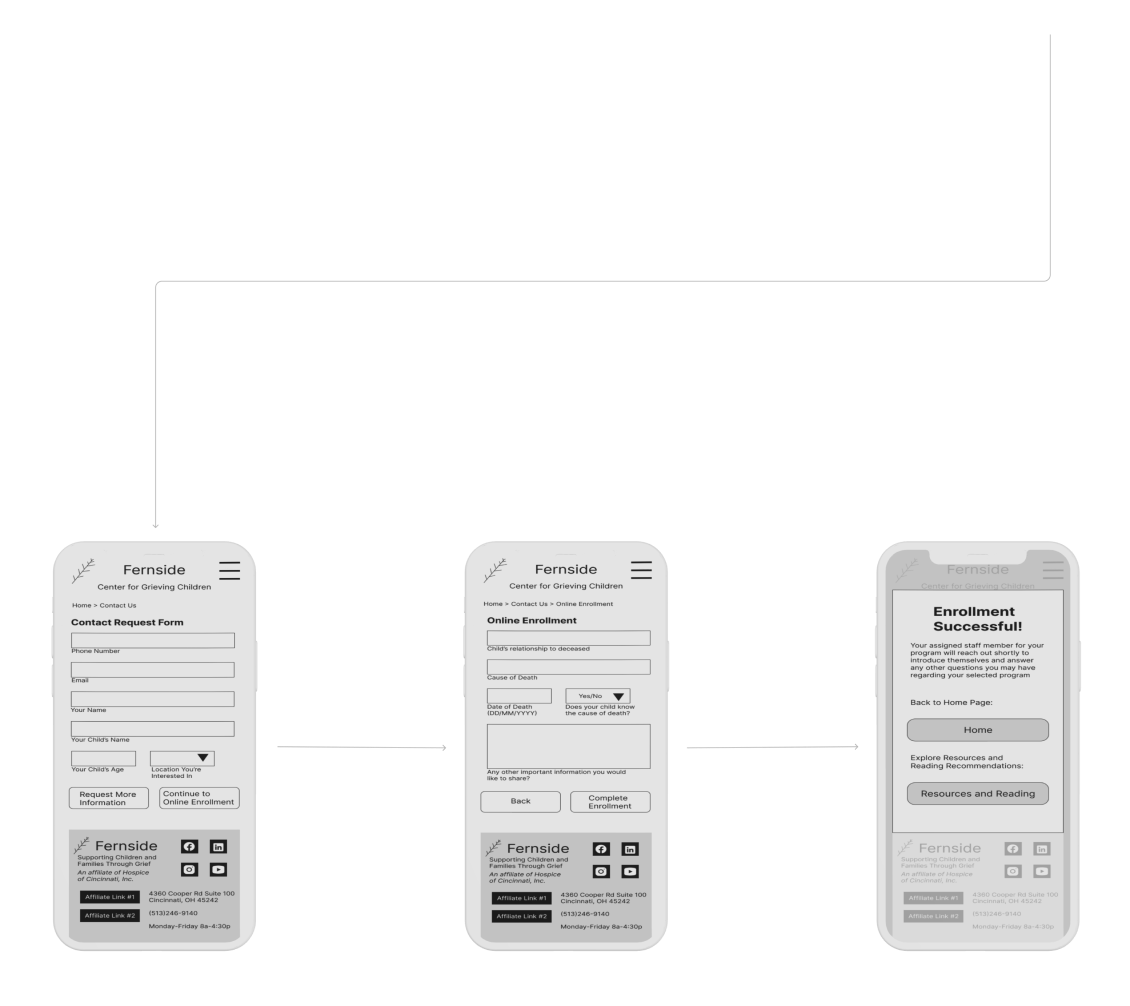 Fernside
Center for Grieving Children
Home > Contact Us
Contact Request Form
Phone Number
Email
Your Name
Your Child's Name
Your Child's Age
Location You're
Interested In
Request More
Information
Continue to
Online Enrollment
Fernside
Supporting Children and
Families Through Grief
An affiliate of Hospice
of Cincinnati, Inc.
Affiliate Link #1
4360 Cooper Rd Suite 100
Cincinnati, OH 45242
Affiliate Link #2
(513)246-9140
Monday-Friday 8a-4:30p
Fernside
Center for Grieving Children
Home > Contact Us > Online Enrollment
Online Enrollment
Child's relationship to deceased
Cause of Death
Yes/No
Date of Death
(DD/MM/YYYY)
Does your child know
the cause of death?
Any other important information you would
like to share?
Back
Complete
Enrollment
Fernside
Supporting Children and
Families Through Grief
An affiliate of Hospice
of Cincinnati, Inc.
Affiliate Link #1
4360 Cooper Rd Suite 100
Cincinnati, OH 45242
Affiliate Link #2
(513)246-9140
Monday-Friday 8a-4:30p
Fernside
Center for Grieving Children
Enrollment
Successful!
Your assigned staff member for your
program will reach out shortly to
introduce themselves and answer
any other questions you may have
regarding your selected program
Back to Home Page:
Home
Explore Resources and
Reading Recommendations:
Resources and Reading
Fernside
Supporting Children and
Families Through Grief
An affiliate of Hospice
of Cincinnati, Inc.
Affiliate Link #1
4360 Cooper Rd Suite 100
Cincinnati, OH 45242
Affiliate Link #2
(513)246-9140
Monday-Friday 8a-4:30p